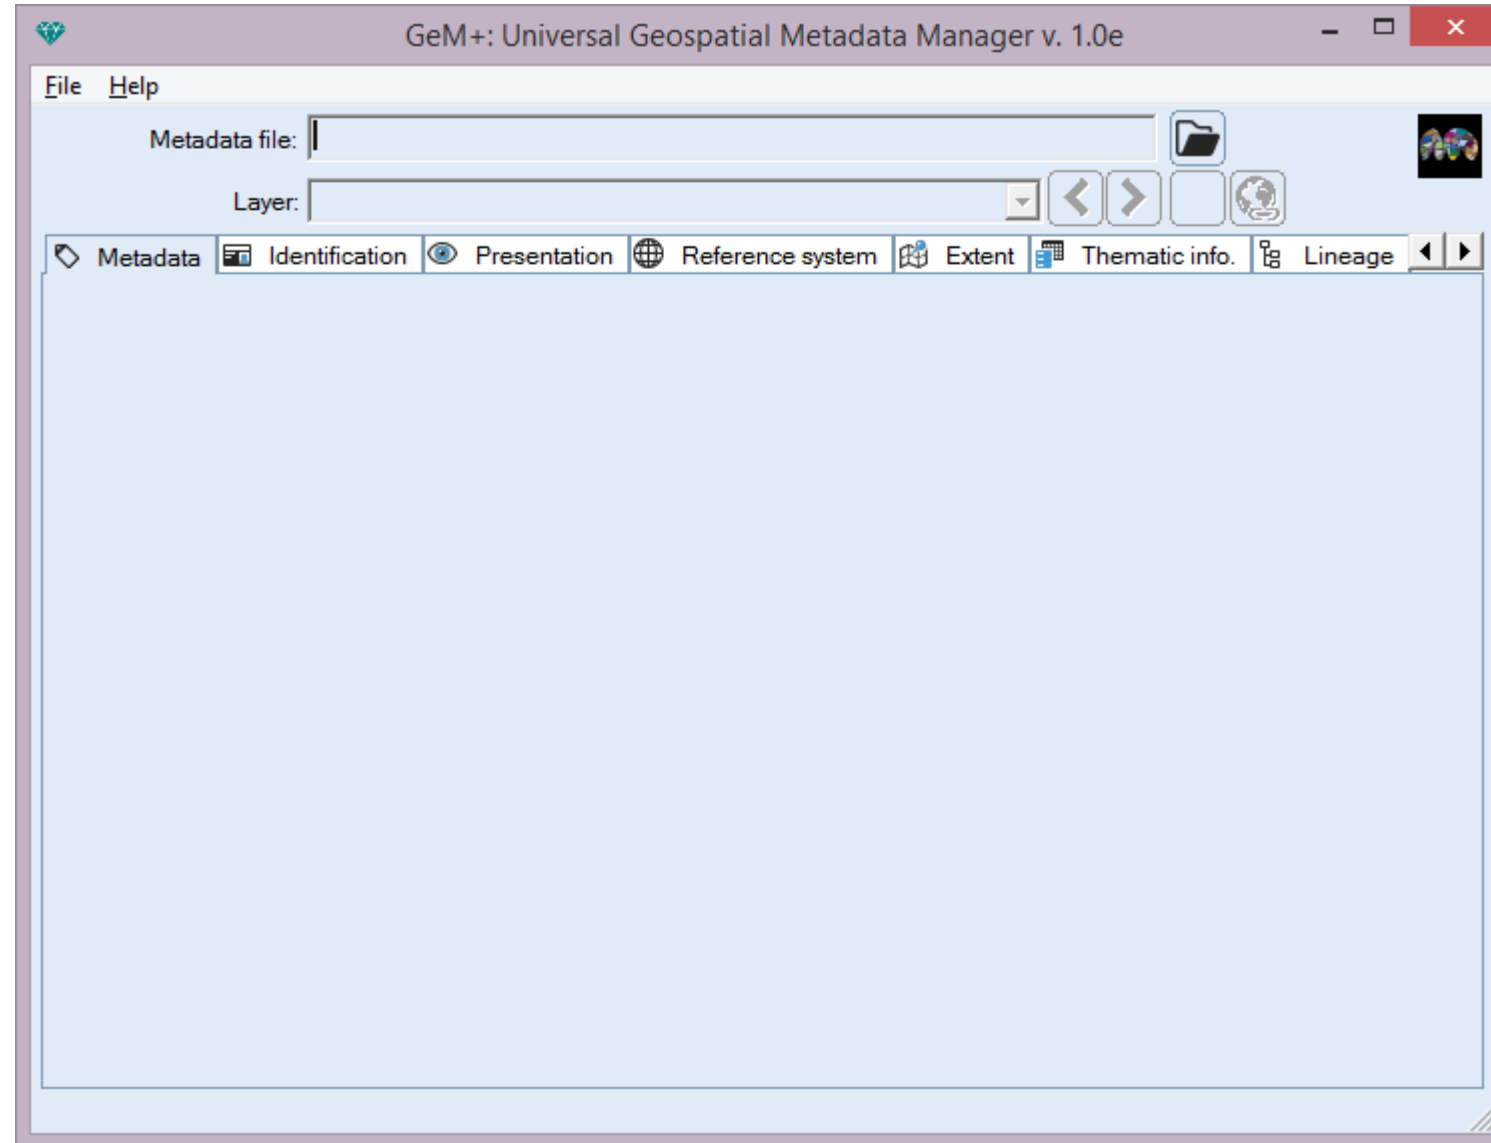 GeM+: Universal Geospatial Metadata Manager v. 1.0e
File Help
Metadata file:
Layer:
Metadata Identification Presentation Reference system Extent Thematic info. Lineage